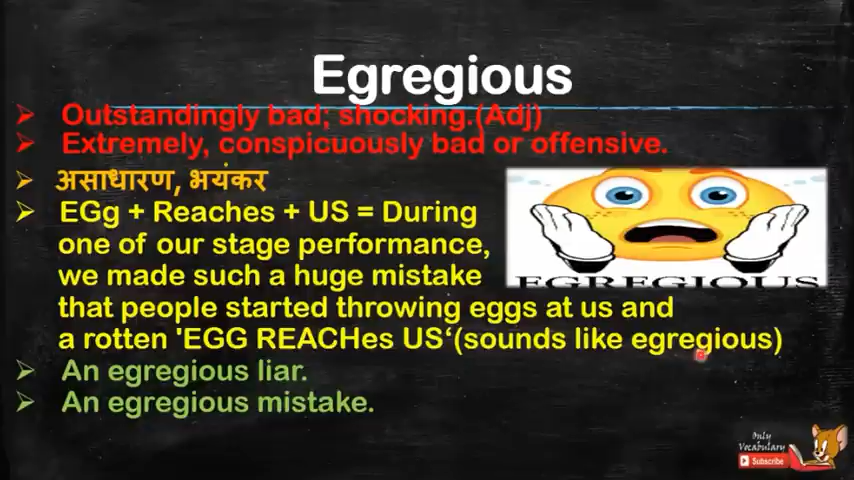 Egregious
Outstandingly bad; shocking.(Adj)
Extremely, conspicuously bad or offensive.
असाधारण, भयंकर
EGg + Reaches + US = During
one of our stage performance,
we made such a huge mistake
EGREGIOUS
that people started throwing eggs at us and
a rotten 'EGG REACHes US‘(sounds like egregious)
An egregious liar.
An egregious mistake.
Only
Vocabulary
Subscribe